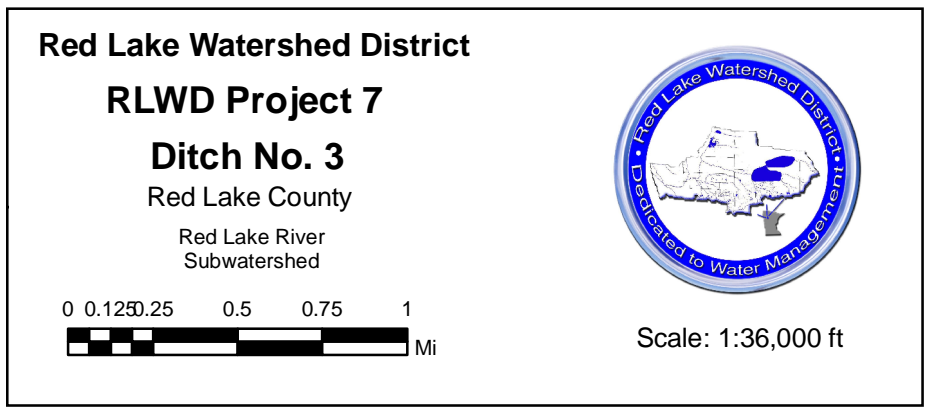 Red Lake Watershed District
RLWD Project 7
Ditch No. 3
Red Lake County
Red Lake River
Subwatershed
0 0.125 0.25 0.5 0.75 1
Mi
• Red Lake Watershed District •
Dedicated to Water Management
Scale: 1:36,000 ft